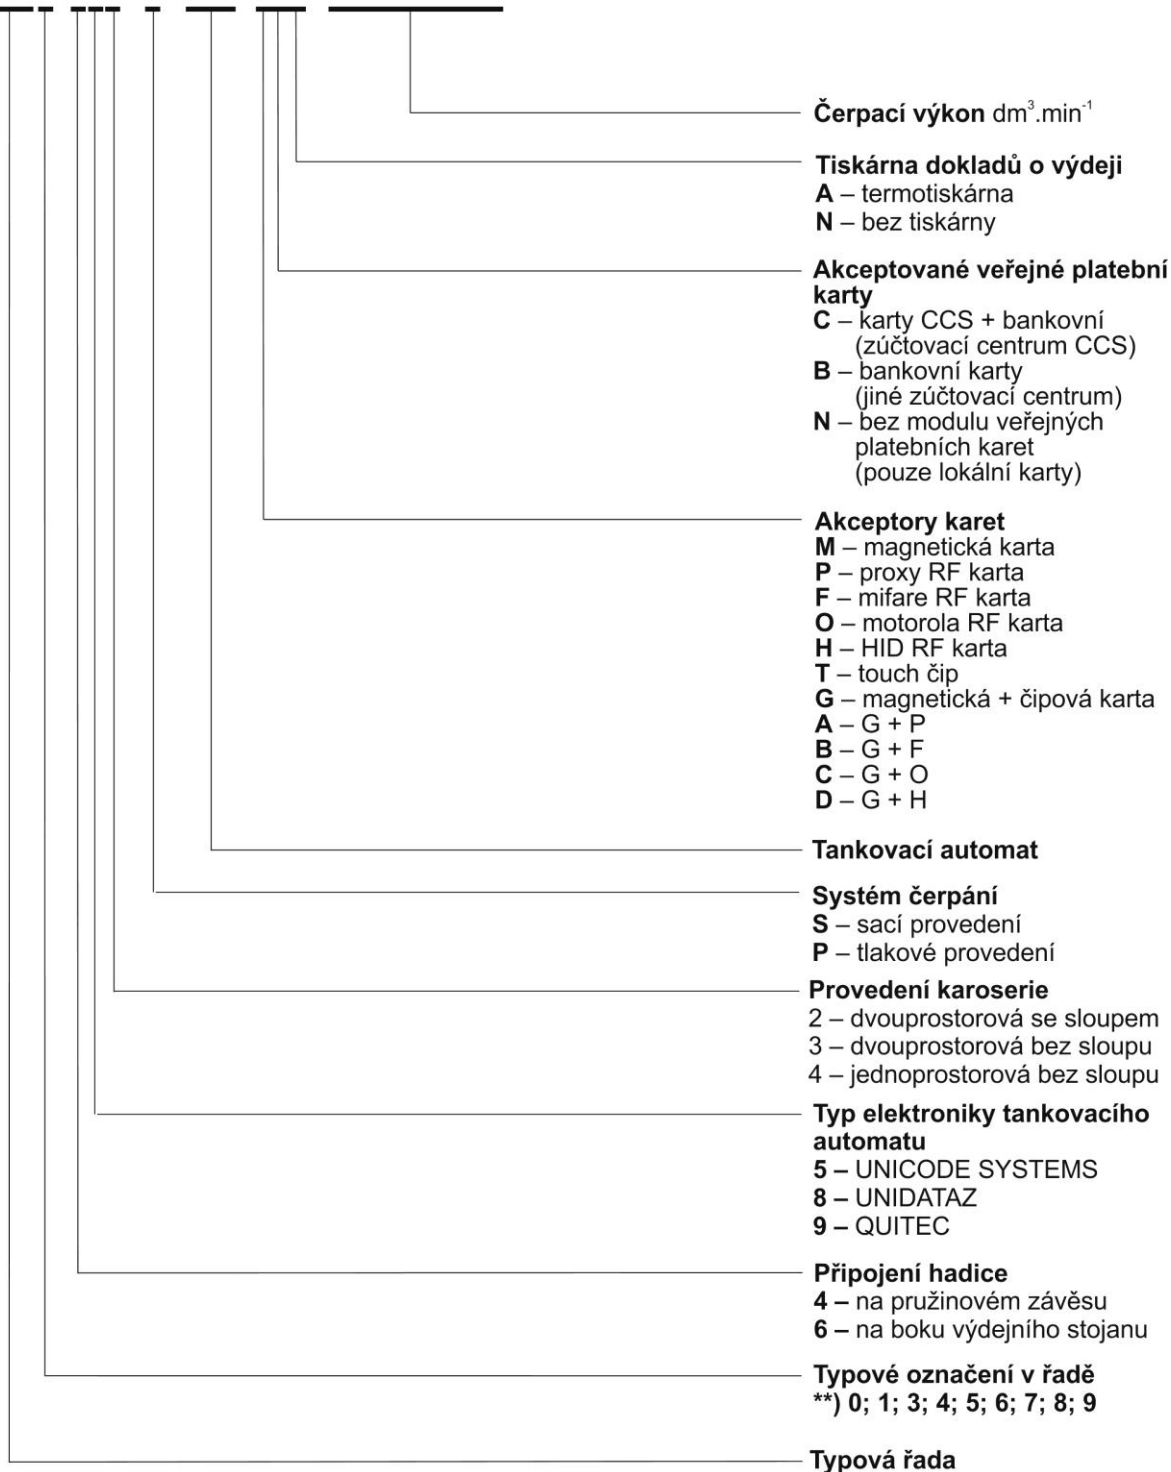 Čerpací výkon dm³.min⁻¹
Tiskárna dokladů o výdeji
A – termotiskárna
N – bez tiskárny
Akceptované veřejné platební
karty
C – karty CCS + bankovní
(zúčtovací centrum CCS)
B – bankovní karty
(jiné zúčtovací centrum)
N – bez modulu veřejných
platebních karet
(pouze lokální karty)
Akceptory karet
M – magnetická karta
P – proxy RF karta
F – mifare RF karta
O – motorola RF karta
H – HID RF karta
T – touch čip
G – magnetická + čipová karta
A – G + P
B – G + F
C – G + O
D – G + H
Tankovací automat
Systém čerpání
S – sací provedení
P – tlakové provedení
Provedení karoserie
2 – dvouprostorová se sloupem
3 – dvouprostorová bez sloupu
4 – jednoprostorová bez sloupu
Typ elektroniky tankovacího
automatu
5 – UNICODE SYSTEMS
8 – UNIDATAZ
9 – QUITEC
Připojení hadice
4 – na pružinovém závěsu
6 – na boku výdejního stojanu
Typové označení v řadě
**) 0; 1; 3; 4; 5; 6; 7; 8; 9
Typová řada